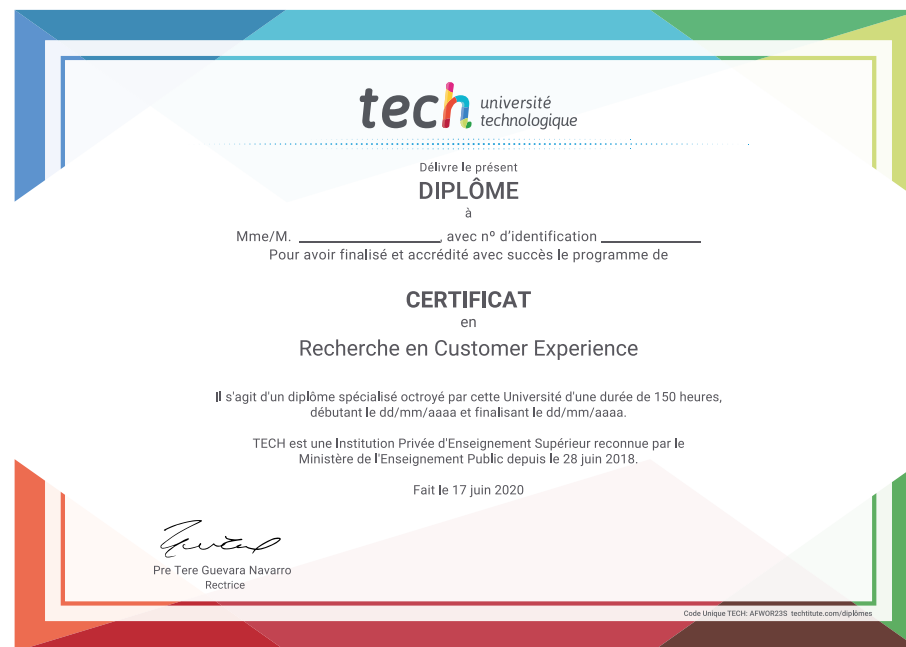 tech université
technologique
Délivre le présent
DIPLÔME
à
Mme/M. ____________________, avec nº d'identification ______________
Pour avoir finalisé et accrédité avec succès le programme de
CERTIFICAT
en
Recherche en Customer Experience
Il s'agit d'un diplôme spécialisé octroyé par cette Université d'une durée de 150 heures,
débutant le dd/mm/aaaa et finalisant le dd/mm/aaaa.
TECH est une Institution Privée d'Enseignement Supérieur reconnue par le
Ministère de l'Enseignement Public depuis le 28 juin 2018.
Fait le 17 juin 2020
Pre Tere Guevara Navarro
Rectrice
Code Unique TECH: AFWOR23S techtitute.com/diplômes